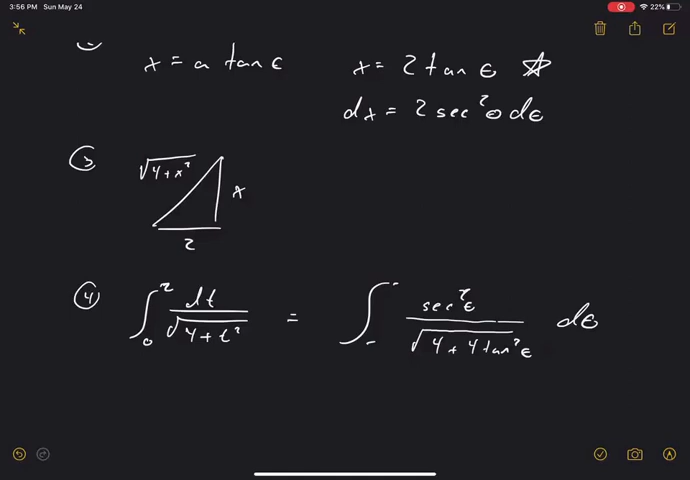 3:56 PM Sun May 24 22%
x = a tan θ x = 2 tan θ ☆
dx = 2 sec²θ dθ
③ √(4+x²)
x
2
④ ∫₀² dt/√(4+t²) = ∫₋⁻ sec²θ/√(4+4tan²θ) dθ